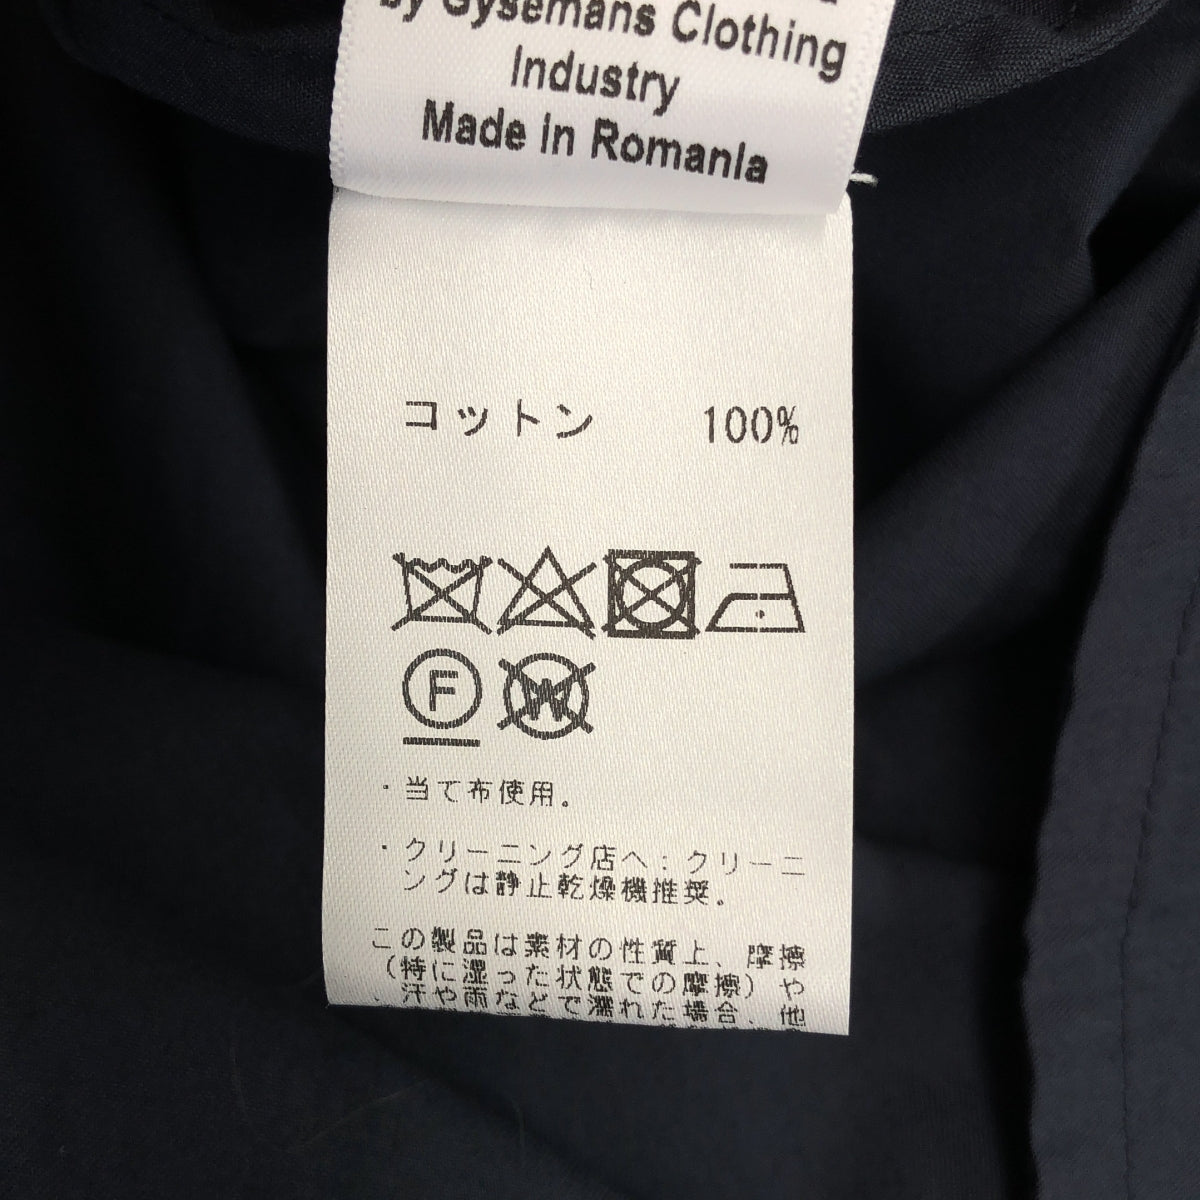 by Gysemans Clothing
Industry
Made in Romania
コットン 100%
F
W
・当て布使用。
・クリーニング店へ：クリーニ
ングは静止乾燥機推奨。
この製品は素材の性質上、摩擦
（特に湿った状態での摩擦）や
、汗や雨などで濡れた場合、他